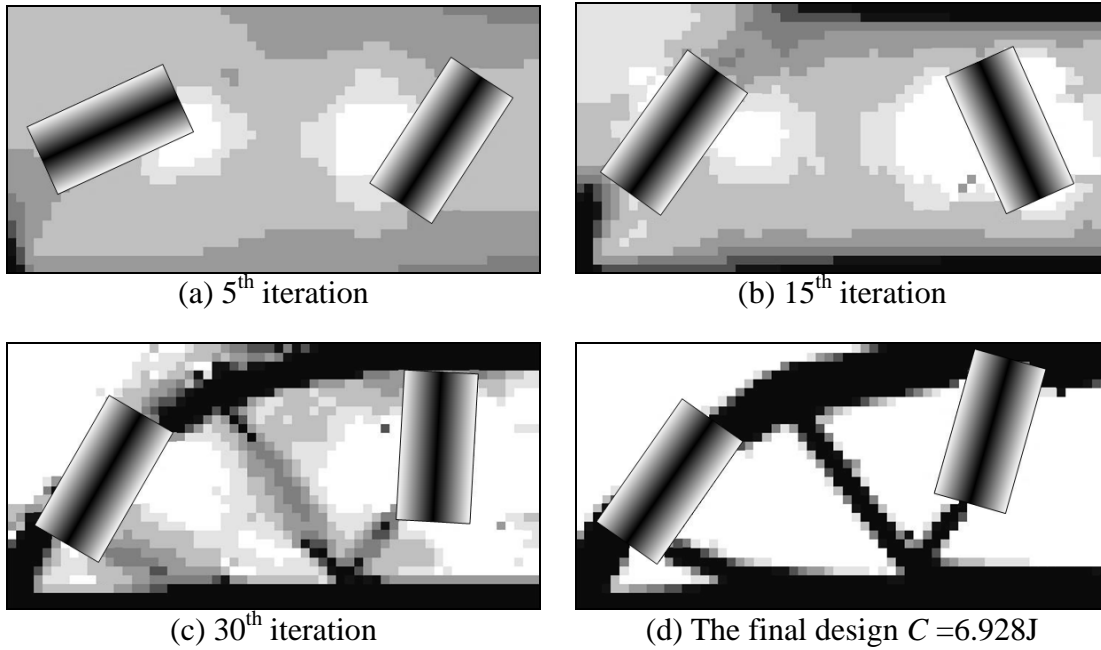 (a) 5th iteration
(b) 15th iteration
(c) 30th iteration
(d) The final design C =6.928J